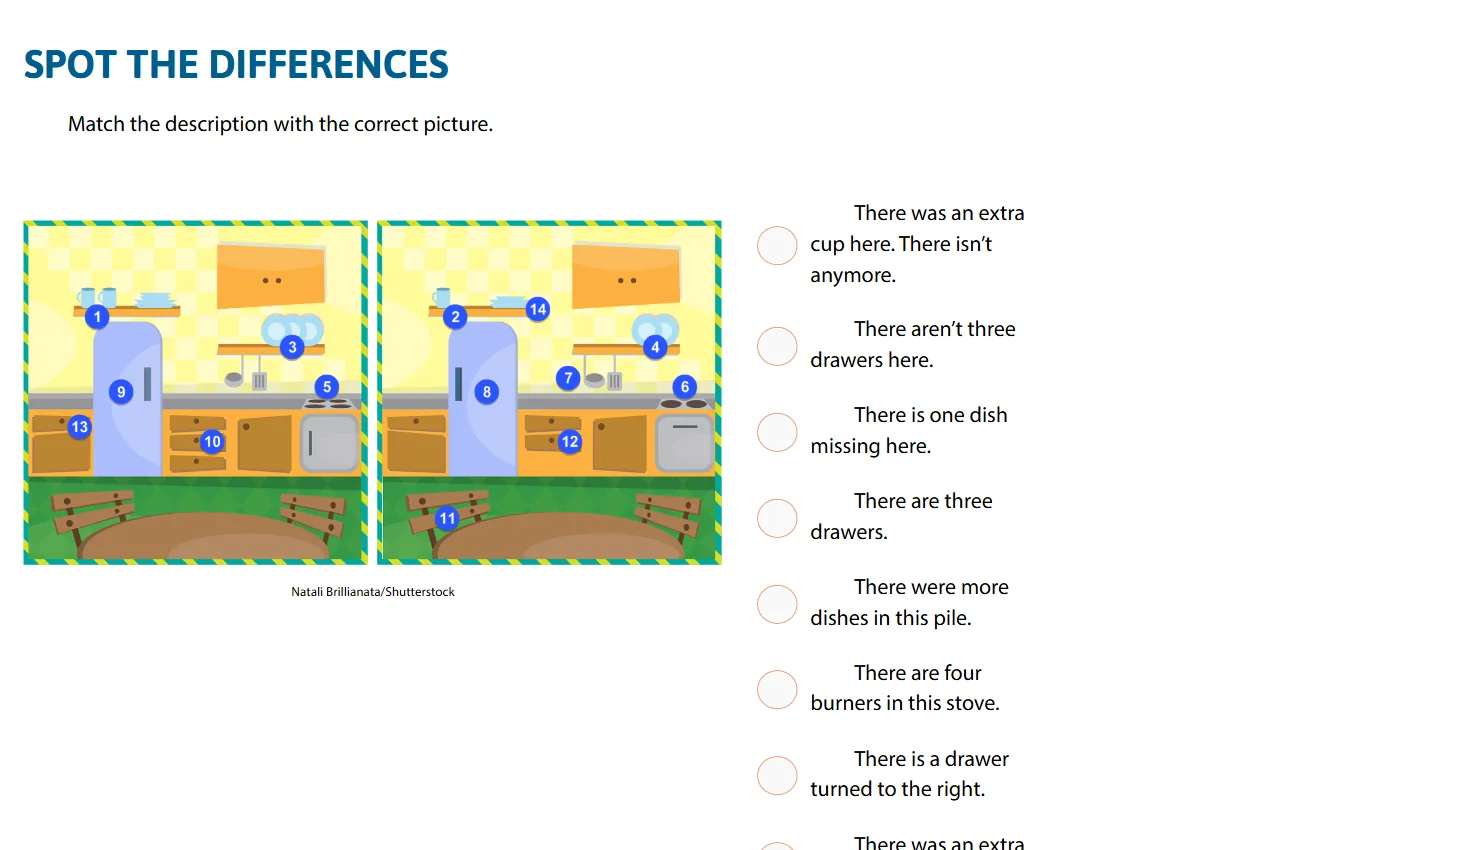 SPOT THE DIFFERENCES
Match the description with the correct picture.
1
2
14
3
4
5
6
7
9
8
13
10
12
11
Natali Brillianata/Shutterstock
There was an extra
cup here. There isn’t
anymore.
There aren’t three
drawers here.
There is one dish
missing here.
There are three
drawers.
There were more
dishes in this pile.
There are four
burners in this stove.
There is a drawer
turned to the right.
There was an extra